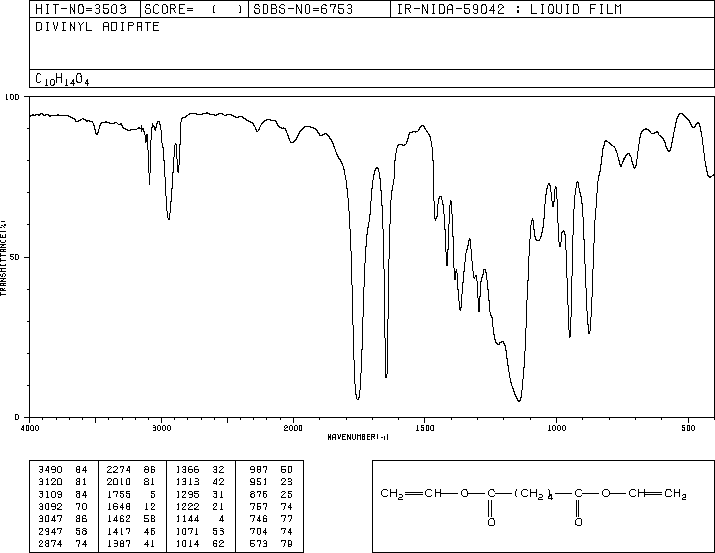 HIT-NO=3503 SCORE= ( ) SDBS-NO=6753 IR-NIDA-59042 : LIQUID FILM
DIVINYL ADIPATE
C10H14O4
100
50
0
TRANSMITTANCE(%)
4000 3000 2000 1500 1000 500
WAVENUMBER(-1)
3490 84 2274 86 1366 32 987 50
3120 81 2010 81 1313 42 951 23
3109 84 1755 5 1295 31 876 25
3092 70 1648 12 1222 21 757 74
3047 86 1462 58 1144 4 746 77
2947 58 1417 46 1071 53 704 74
2874 74 1387 41 1014 62 573 79
CH2=CH-O-C-(CH2)4-C-O-CH=CH2
O O